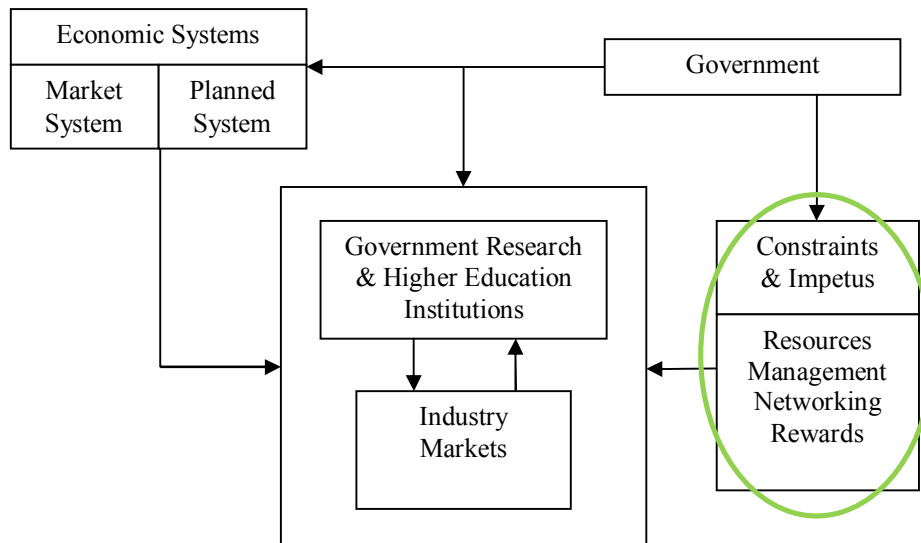 Economic Systems
Market
System
Planned
System
Government
Government Research
& Higher Education
Institutions
Industry
Markets
Constraints
& Impetus
Resources
Management
Networking
Rewards